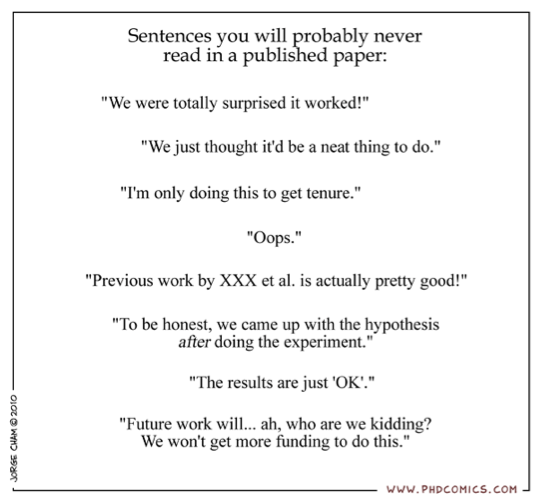 Sentences you will probably never
read in a published paper:
"We were totally surprised it worked!"
"We just thought it'd be a neat thing to do."
"I'm only doing this to get tenure."
"Oops."
"Previous work by XXX et al. is actually pretty good!"
"To be honest, we came up with the hypothesis
after doing the experiment."
"The results are just 'OK'."
"Future work will... ah, who are we kidding?
We won't get more funding to do this."
JORGE CHAM © 2010
WWW.PHDCOMICS.COM